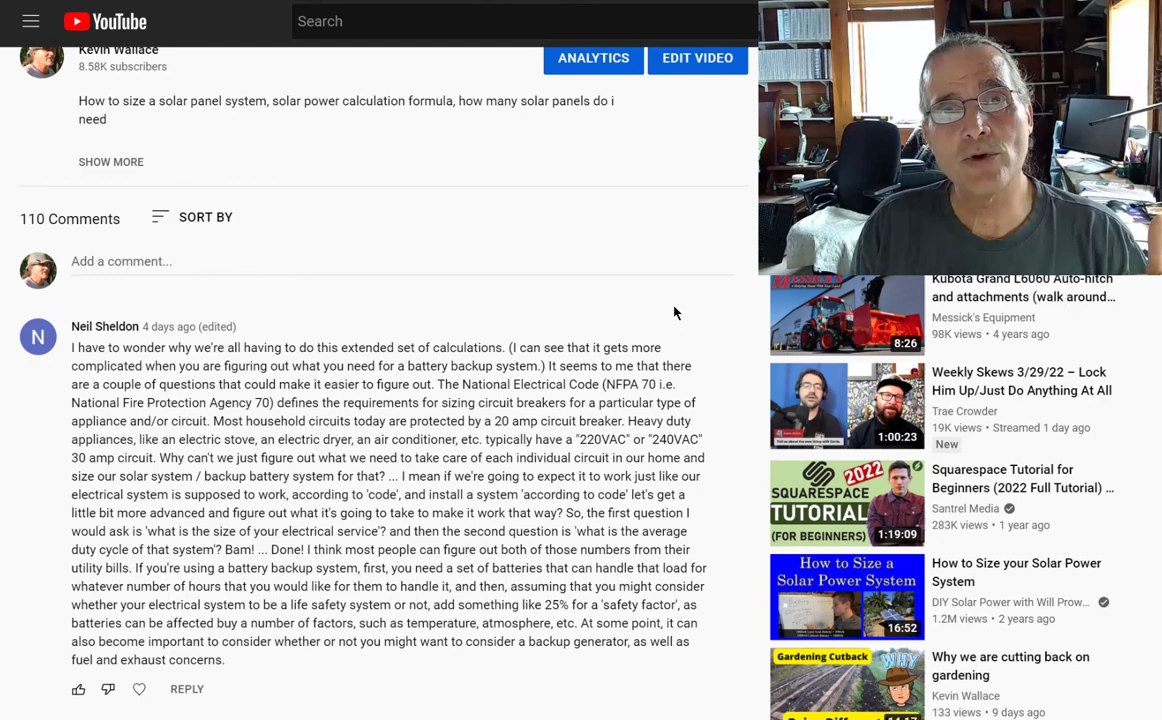 YouTube
Search
Kevin Wallace
8.58K subscribers
ANALYTICS
EDIT VIDEO
How to size a solar panel system, solar power calculation formula, how many solar panels do i
need
SHOW MORE
110 Comments
SORT BY
Add a comment...
N
Neil Sheldon 4 days ago (edited)
I have to wonder why we're all having to do this extended set of calculations. (I can see that it gets more
complicated when you are figuring out what you need for a battery backup system.) It seems to me that there
are a couple of questions that could make it easier to figure out. The National Electrical Code (NFPA 70 i.e.
National Fire Protection Agency 70) defines the requirements for sizing circuit breakers for a particular type of
appliance and/or circuit. Most household circuits today are protected by a 20 amp circuit breaker. Heavy duty
appliances, like an electric stove, an electric dryer, an air conditioner, etc. typically have a "220VAC" or "240VAC"
30 amp circuit. Why can't we just figure out what we need to take care of each individual circuit in our home and
size our solar system / backup battery system for that? ... I mean if we're going to expect it to work just like our
electrical system is supposed to work, according to 'code', and install a system 'according to code' let's get a
little bit more advanced and figure out what it's going to take to make it work that way? So, the first question I
would ask is 'what is the size of your electrical service'? and then the second question is 'what is the average
duty cycle of that system'? Bam! ... Done! I think most people can figure out both of those numbers from their
utility bills. If you're using a battery backup system, first, you need a set of batteries that can handle that load for
whatever number of hours that you would like for them to handle it, and then, assuming that you might consider
whether your electrical system to be a life safety system or not, add something like 25% for a 'safety factor', as
batteries can be affected buy a number of factors, such as temperature, atmosphere, etc. At some point, it can
also become important to consider whether or not you might want to consider a backup generator, as well as
fuel and exhaust concerns.
REPLY
MESSICK'S
8:26
Kubota Grand L6060 Auto-hitch
and attachments (walk around...
Messick's Equipment
98K views • 4 years ago
1:00:23
Weekly Skews 3/29/22 – Lock
Him Up/Just Do Anything At All
Trae Crowder
19K views • Streamed 1 day ago
New
2022
SQUARESPACE
TUTORIAL
(FOR BEGINNERS)
1:19:09
Squarespace Tutorial for
Beginners (2022 Full Tutorial) ...
Santrel Media
283K views • 1 year ago
How to Size a
Solar Power System
16:52
How to Size your Solar Power
System
DIY Solar Power with Will Prow...
1.2M views • 2 years ago
Gardening Cutback
WHY
Why we are cutting back on
gardening
Kevin Wallace
133 views • 9 days ago